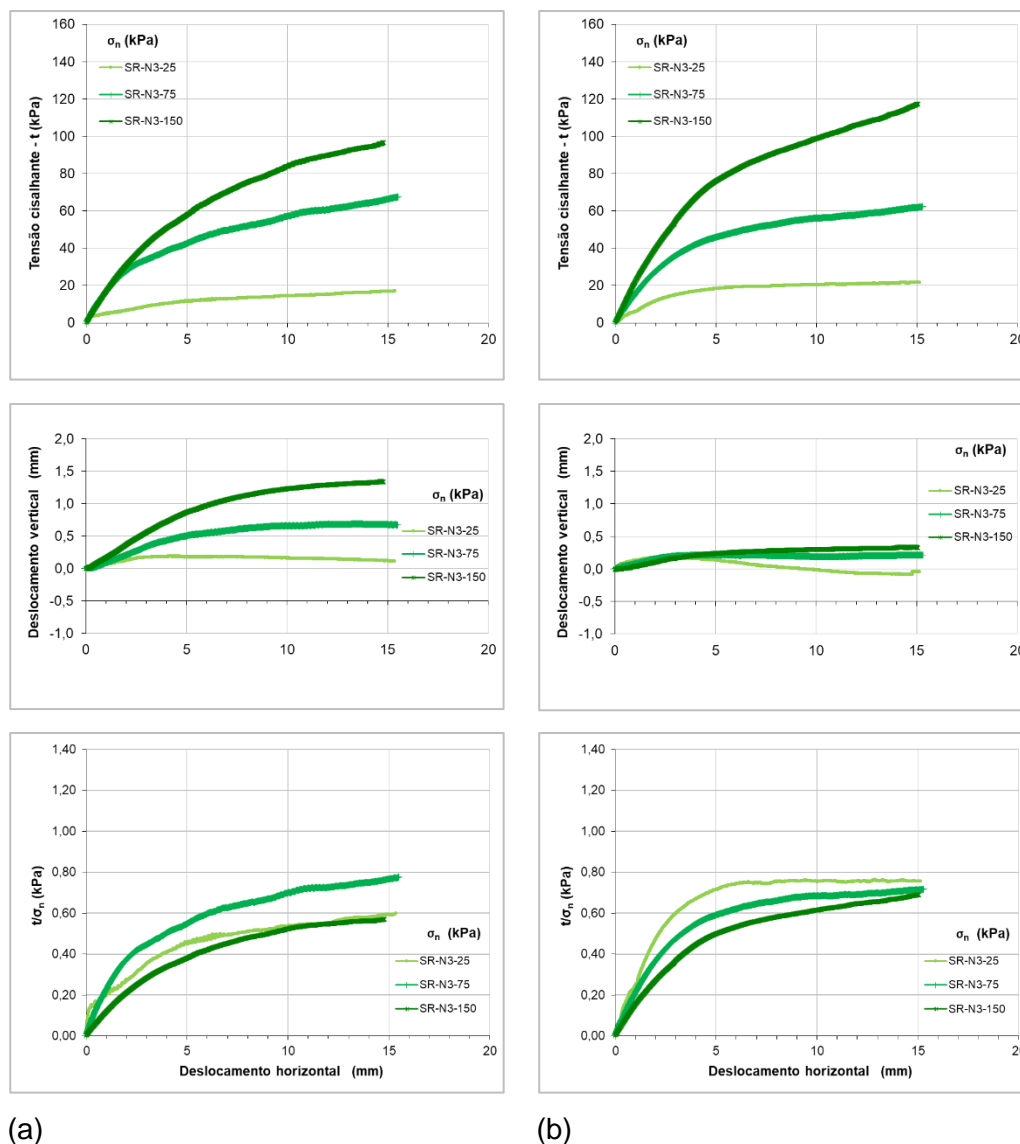 160
140
120
100
80
60
40
20
0
Tensão cisalhante - t (kPa)
σn (kPa)
SR-N3-25
SR-N3-75
SR-N3-150
0 5 10 15 20
160
140
120
100
80
60
40
20
0
Tensão cisalhante - t (kPa)
σn (kPa)
SR-N3-25
SR-N3-75
SR-N3-150
0 5 10 15 20
2,0
1,5
1,0
0,5
0,0
-0,5
-1,0
Deslocamento vertical (mm)
σn (kPa)
SR-N3-25
SR-N3-75
SR-N3-150
0 5 10 15 20
2,0
1,5
1,0
0,5
0,0
-0,5
-1,0
Deslocamento vertical (mm)
σn (kPa)
SR-N3-25
SR-N3-75
SR-N3-150
0 5 10 15 20
1,40
1,20
1,00
0,80
0,60
0,40
0,20
0,00
t/σn (kPa)
σn (kPa)
SR-N3-25
SR-N3-75
SR-N3-150
0 5 10 15 20
Deslocamento horizontal (mm)
1,40
1,20
1,00
0,80
0,60
0,40
0,20
0,00
t/σn (kPa)
σn (kPa)
SR-N3-25
SR-N3-75
SR-N3-150
0 5 10 15 20
Deslocamento horizontal (mm)
(a)
(b)